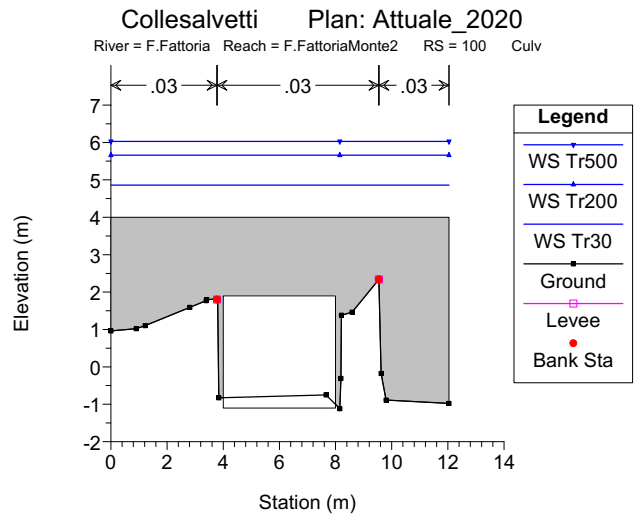 Collesalvetti Plan: Attuale_2020
River = F.Fattoria Reach = F.FattoriaMonte2 RS = 100 Culv
.03 .03 .03
7
6
5
4
3
2
1
0
-1
-2
Elevation (m)
0 2 4 6 8 10 12 14
Station (m)
Legend
WS Tr500
WS Tr200
WS Tr30
Ground
Levee
Bank Sta